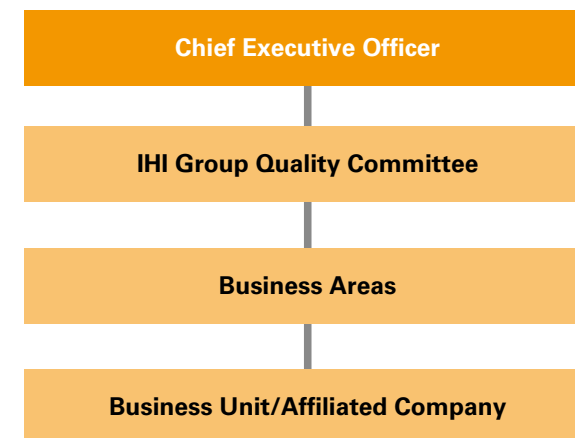 Chief Executive Officer
IHI Group Quality Committee
Business Areas
Business Unit/Affiliated Company